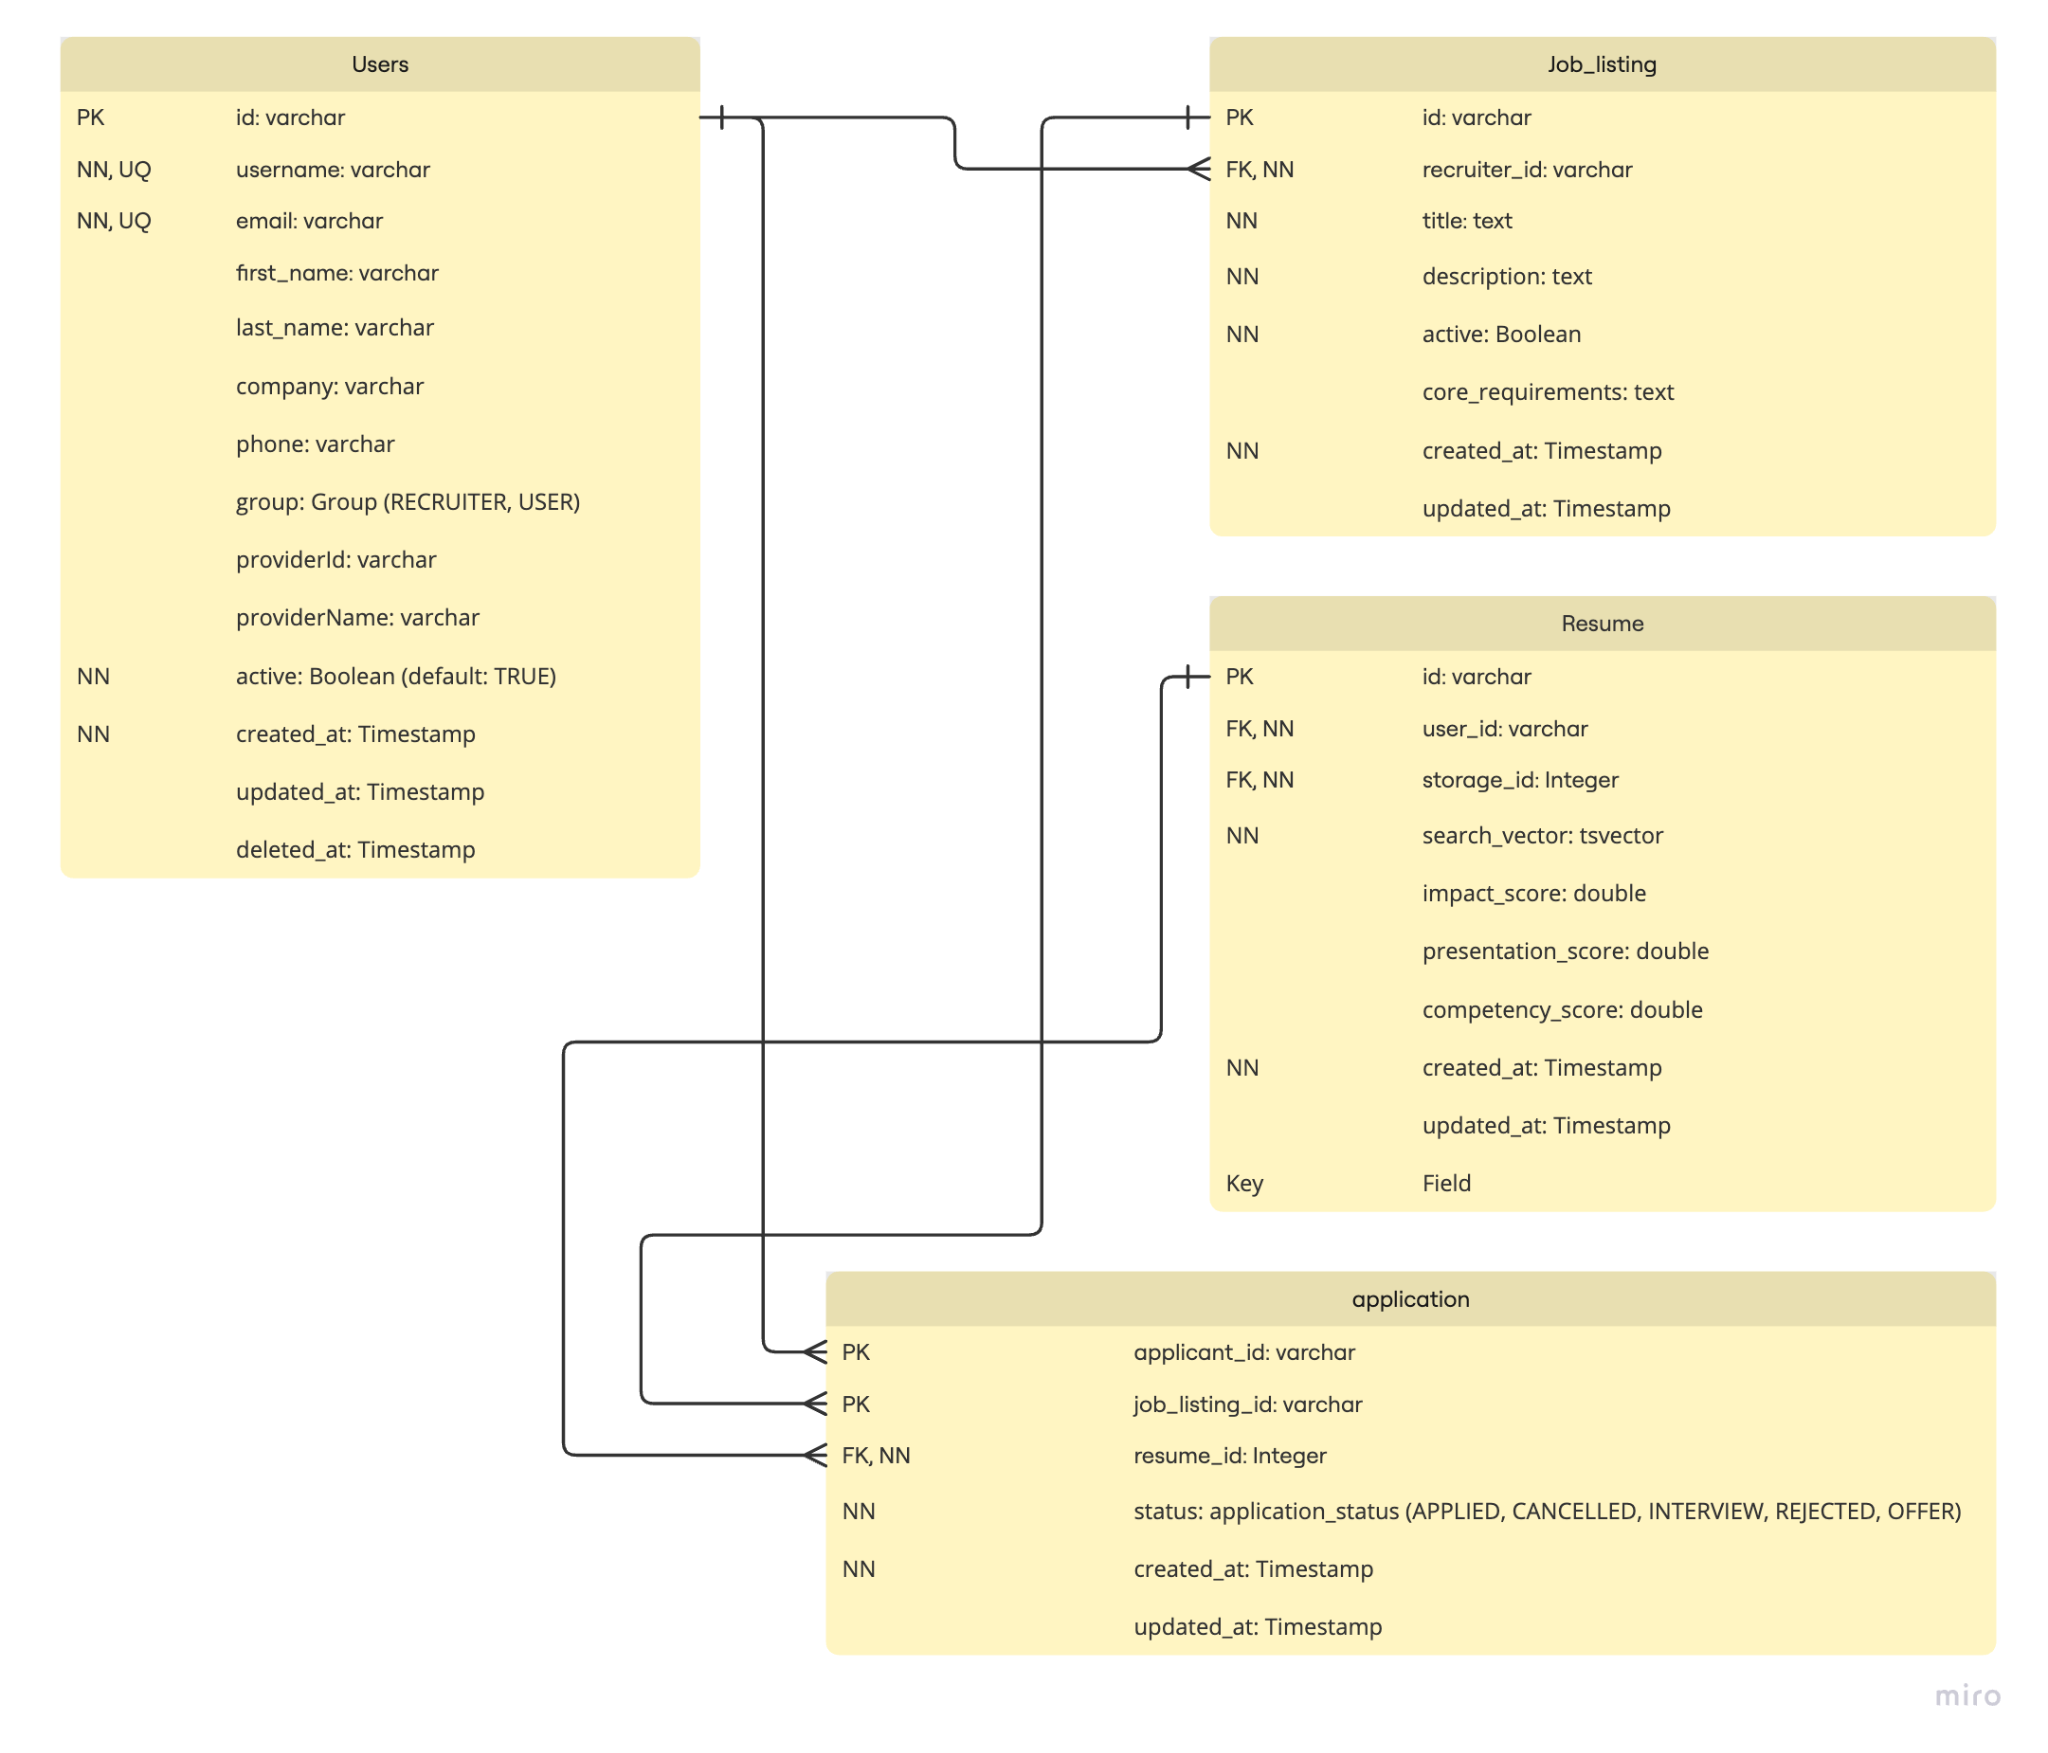 Users
PK id: varchar
NN, UQ username: varchar
NN, UQ email: varchar
first_name: varchar
last_name: varchar
company: varchar
phone: varchar
group: Group (RECRUITER, USER)
providerId: varchar
providerName: varchar
NN active: Boolean (default: TRUE)
NN created_at: Timestamp
updated_at: Timestamp
deleted_at: Timestamp
Job_listing
PK id: varchar
FK, NN recruiter_id: varchar
NN title: text
NN description: text
NN active: Boolean
core_requirements: text
NN created_at: Timestamp
updated_at: Timestamp
Resume
PK id: varchar
FK, NN user_id: varchar
FK, NN storage_id: Integer
NN search_vector: tsvector
impact_score: double
presentation_score: double
competency_score: double
NN created_at: Timestamp
updated_at: Timestamp
Key Field
application
PK applicant_id: varchar
PK job_listing_id: varchar
FK, NN resume_id: Integer
NN status: application_status (APPLIED, CANCELLED, INTERVIEW, REJECTED, OFFER)
NN created_at: Timestamp
updated_at: Timestamp
miro